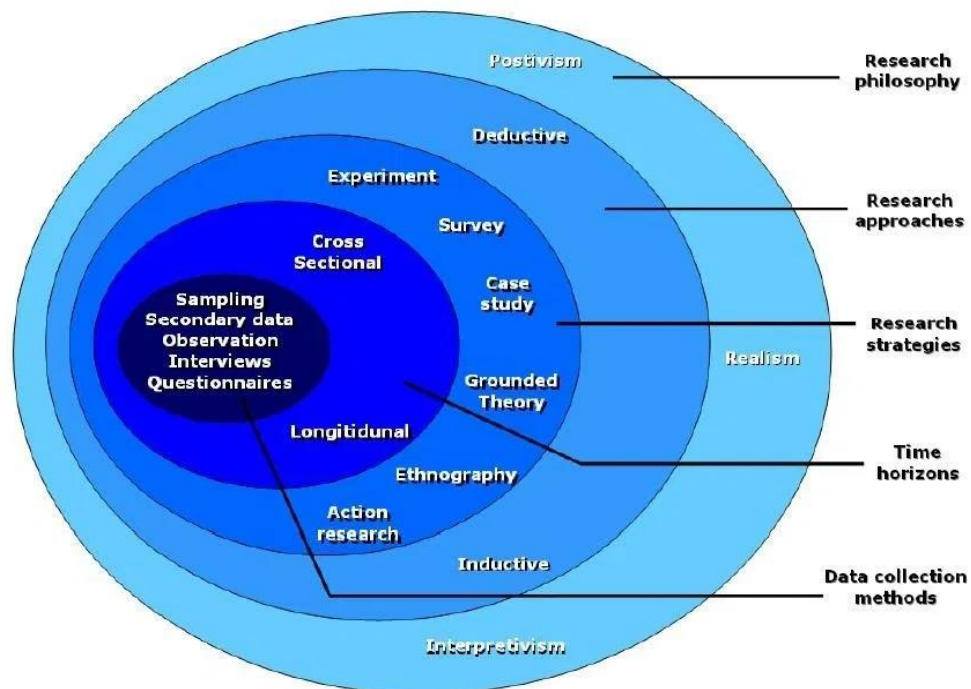 Postivism
Research
philosophy
Deductive
Experiment
Research
approaches
Survey
Cross
Sectional
Case
study
Sampling
Secondary data
Observation
Interviews
Questionnaires
Research
strategies
Realism
Grounded
Theory
Longitidunal
Time
horizons
Ethnography
Action
research
Inductive
Data collection
methods
Interpretivism